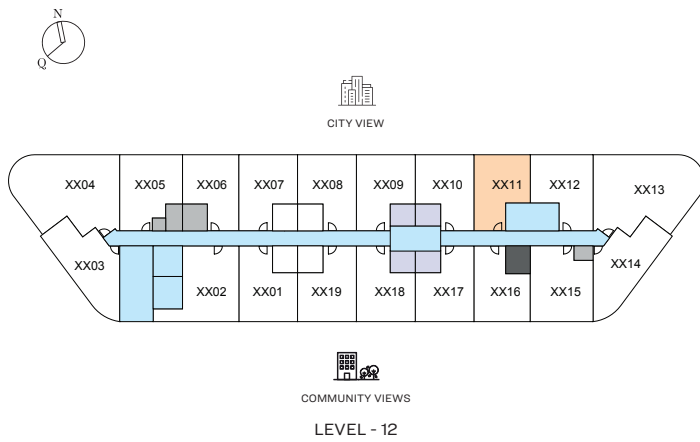 N
Q
CITY VIEW
XX04 XX05 XX06 XX07 XX08 XX09 XX10 XX11 XX12 XX13
XX03 XX14
XX02 XX01 XX19 XX18 XX17 XX16 XX15
COMMUNITY VIEWS
LEVEL - 12